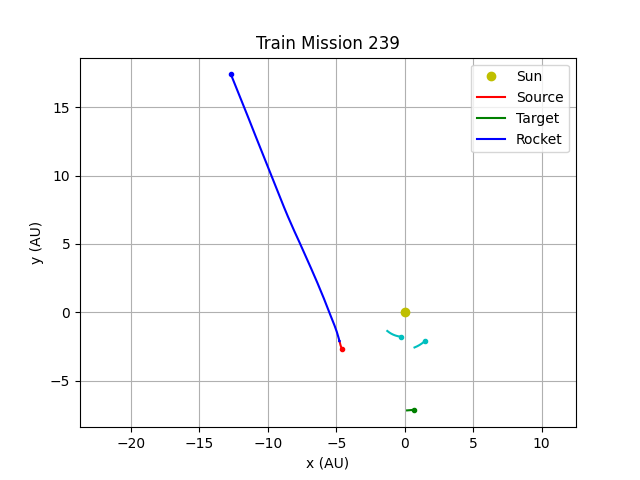 Train Mission 239
Sun
Source
Target
Rocket
15
10
5
0
−5
y (AU)
−20
−15
−10
−5
0
5
10
x (AU)